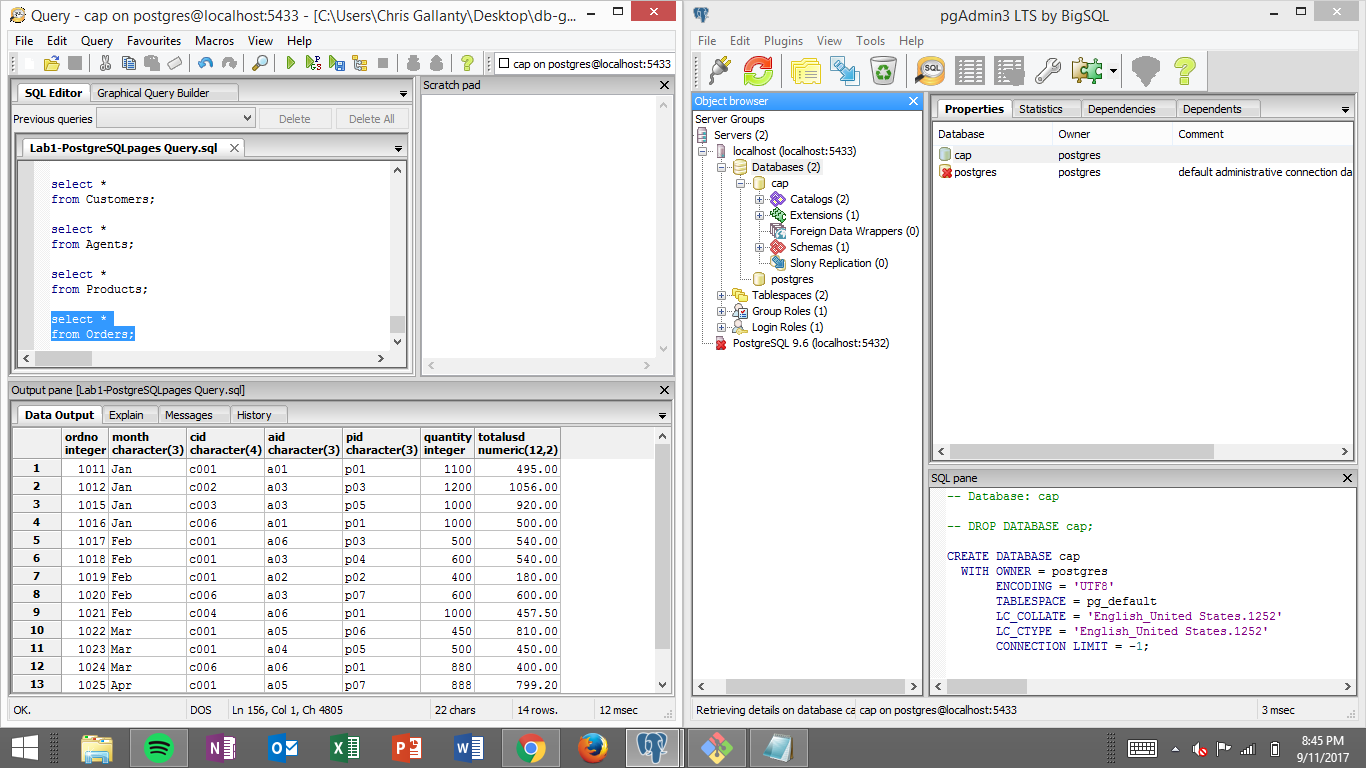 Query - cap on postgres@localhost:5433 - [C:\Users\Chris Gallanty\Desktop\db-g...
File Edit Query Favourites Macros View Help
cap on postgres@localhost:5433
SQL Editor Graphical Query Builder
Previous queries Delete Delete All
Lab1-PostgreSQLpages Query.sql
select *
from Customers;
select *
from Agents;
select *
from Products;
select *
from Orders;
Scratch pad
Output pane [Lab1-PostgreSQLpages Query.sql]
Data Output Explain Messages History
ordno month cid aid pid quantity totalusd
integer character(3) character(4) character(3) character(3) integer numeric(12,2)
1 1011 Jan c001 a01 p01 1100 495.00
2 1012 Jan c002 a03 p03 1200 1056.00
3 1015 Jan c003 a03 p05 1000 920.00
4 1016 Jan c006 a01 p01 1000 500.00
5 1017 Feb c001 a06 p03 500 540.00
6 1018 Feb c001 a03 p04 600 540.00
7 1019 Feb c001 a02 p02 400 180.00
8 1020 Feb c006 a03 p07 600 600.00
9 1021 Feb c004 a06 p01 1000 457.50
10 1022 Mar c001 a05 p06 450 810.00
11 1023 Mar c001 a04 p05 500 450.00
12 1024 Mar c006 a06 p01 880 400.00
13 1025 Apr c001 a05 p07 888 799.20
OK. DOS Ln 156, Col 1, Ch 4805 22 chars 14 rows. 12 msec
pgAdmin3 LTS by BigSQL
File Edit Plugins View Tools Help
SQL
Object browser
Server Groups
Servers (2)
localhost (localhost:5433)
Databases (2)
cap
Catalogs (2)
Extensions (1)
Foreign Data Wrappers (0)
Schemas (1)
Slony Replication (0)
postgres
Tablespaces (2)
Group Roles (1)
Login Roles (1)
PostgreSQL 9.6 (localhost:5432)
Properties Statistics Dependencies Dependents
Database Owner Comment
cap postgres
postgres postgres default administrative connection da
SQL pane
-- Database: cap
-- DROP DATABASE cap;
CREATE DATABASE cap
WITH OWNER = postgres
ENCODING = 'UTF8'
TABLESPACE = pg_default
LC_COLLATE = 'English_United States.1252'
LC_CTYPE = 'English_United States.1252'
CONNECTION LIMIT = -1;
Retrieving details on database ca cap on postgres@localhost:5433 3 msec
8:45 PM
9/11/2017